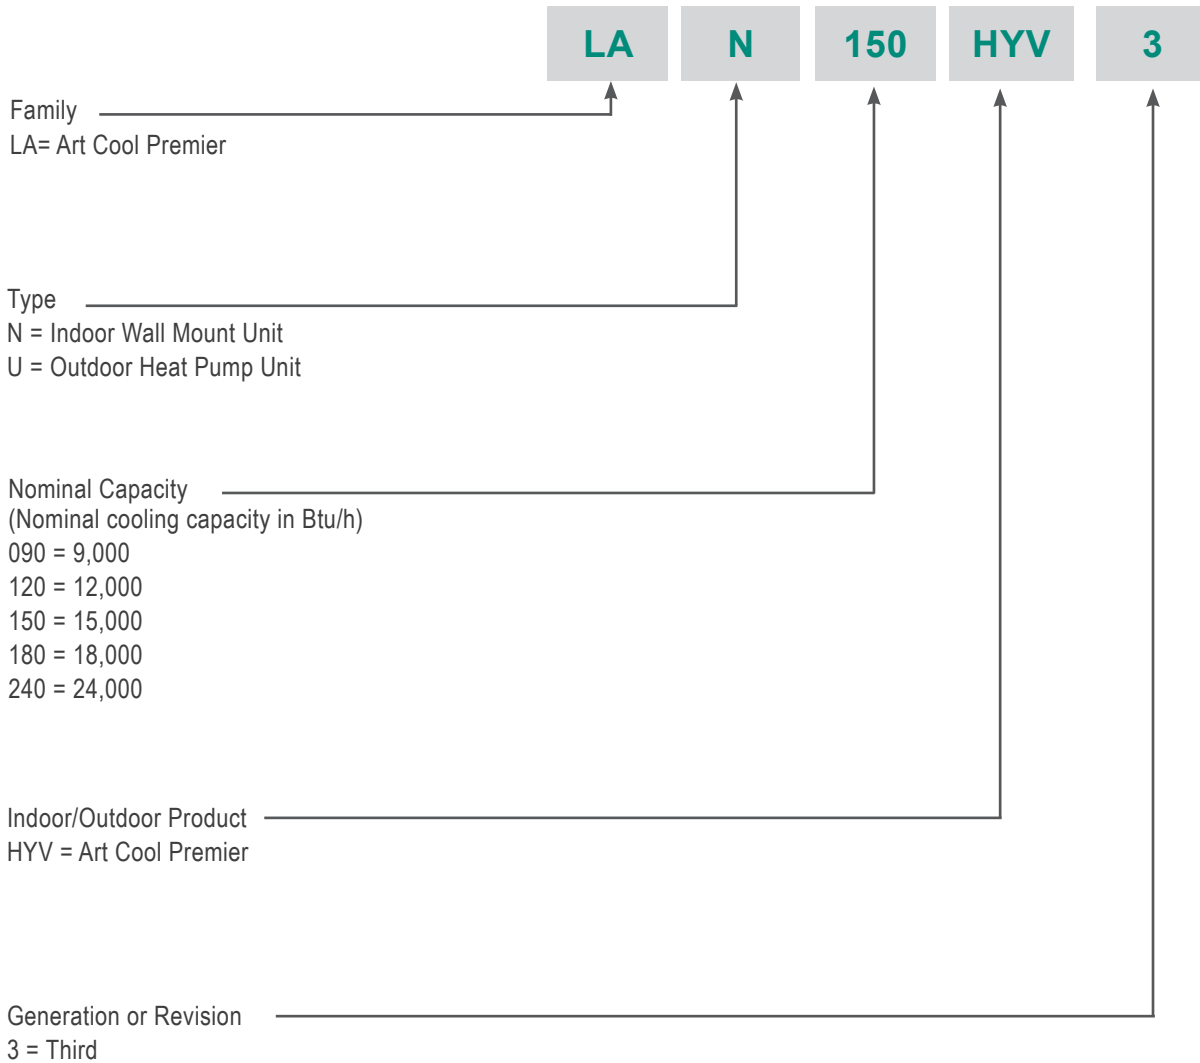 LA N 150 HYV 3
Family
LA= Art Cool Premier
Type
N = Indoor Wall Mount Unit
U = Outdoor Heat Pump Unit
Nominal Capacity
(Nominal cooling capacity in Btu/h)
090 = 9,000
120 = 12,000
150 = 15,000
180 = 18,000
240 = 24,000
Indoor/Outdoor Product
HYV = Art Cool Premier
Generation or Revision
3 = Third